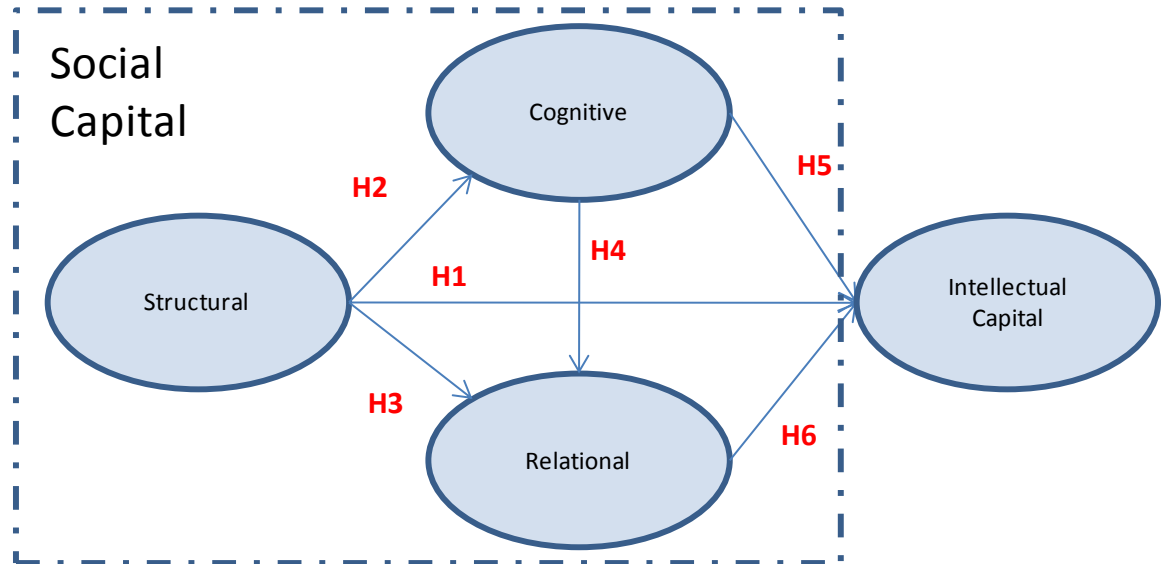 Social
Capital
Cognitive
H2
H5
H4
H1
Structural
Intellectual
Capital
H3
H6
Relational